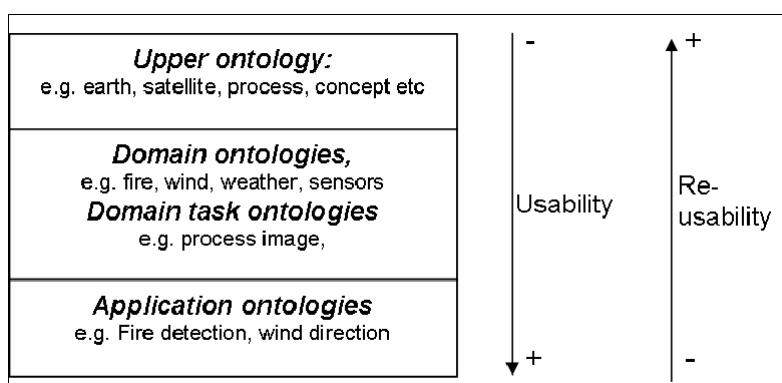 Upper ontology:
e.g. earth, satellite, process, concept etc
Domain ontologies,
e.g. fire, wind, weather, sensors
Domain task ontologies
e.g. process image,
Application ontologies
e.g. Fire detection, wind direction
-
Usability
+
+
Re-
usability
-